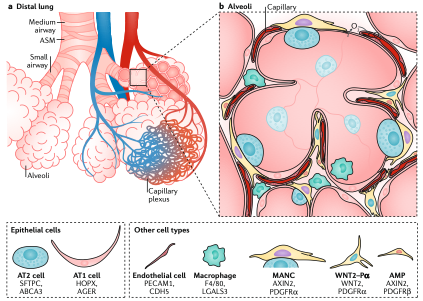 a Distal lung
Medium
airway
ASM
Small
airway
Alveoli
Capillary
plexus
b Alveoli
Capillary
Epithelial cells
AT2 cell
SFTPC,
ABCA3
AT1 cell
HOPX,
AGER
Other cell types
Endothelial cell
PECAM1,
CDH5
Macrophage
F4/80,
LGALS3
MANC
AXIN2,
PDGFRα
WNT2–Pα
WNT2,
PDGFRα
AMP
AXIN2,
PDGFRβ